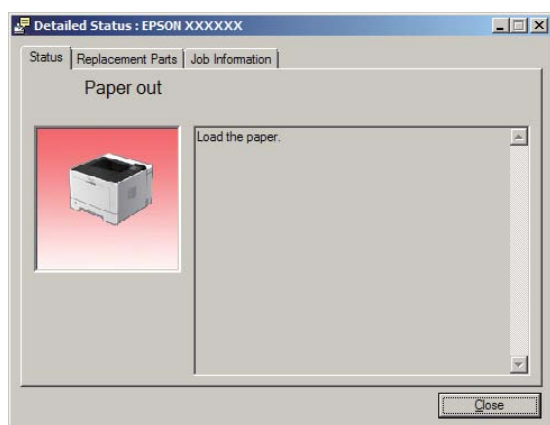 Detailed Status : EPSON XXXXXX
Status Replacement Parts Job Information
Paper out
Load the paper.
Close